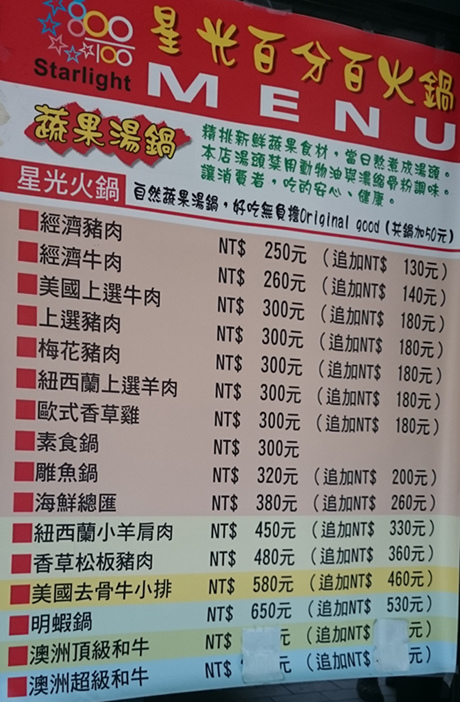 800
100
Starlight
星光百分百火鍋
MENU
蔬果湯鍋
精挑新鮮蔬果食材，當日熬煮成湯頭。
本店湯頭禁用動物油與湯縮骨粉調味。
讓消費者，吃的安心、健康。
星光火鍋 自然蔬果湯鍋，好吃無負擔Original good (共鍋加50元)
經濟豬肉 NT$ 250元 (追加NT$ 130元)
經濟牛肉 NT$ 260元 (追加NT$ 140元)
美國上選牛肉 NT$ 300元 (追加NT$ 180元)
上選豬肉 NT$ 300元 (追加NT$ 180元)
梅花豬肉 NT$ 300元 (追加NT$ 180元)
紐西蘭上選羊肉 NT$ 300元 (追加NT$ 180元)
歐式香草雞 NT$ 300元 (追加NT$ 180元)
素食鍋 NT$ 300元
雕魚鍋 NT$ 320元 (追加NT$ 200元)
海鮮總匯 NT$ 380元 (追加NT$ 260元)
紐西蘭小羊肩肉 NT$ 450元 (追加NT$ 330元)
香草松板豬肉 NT$ 480元 (追加NT$ 360元)
美國去骨牛小排 NT$ 580元 (追加NT$ 460元)
明蝦鍋 NT$ 650元 (追加NT$ 530元)
澳洲頂級和牛 NT$ 元 (追加NT$ 元)
澳洲超級和牛 NT$ 元 (追加NT$ 元)